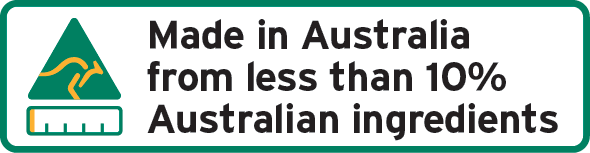 Made in Australia
from less than 10%
Australian ingredients